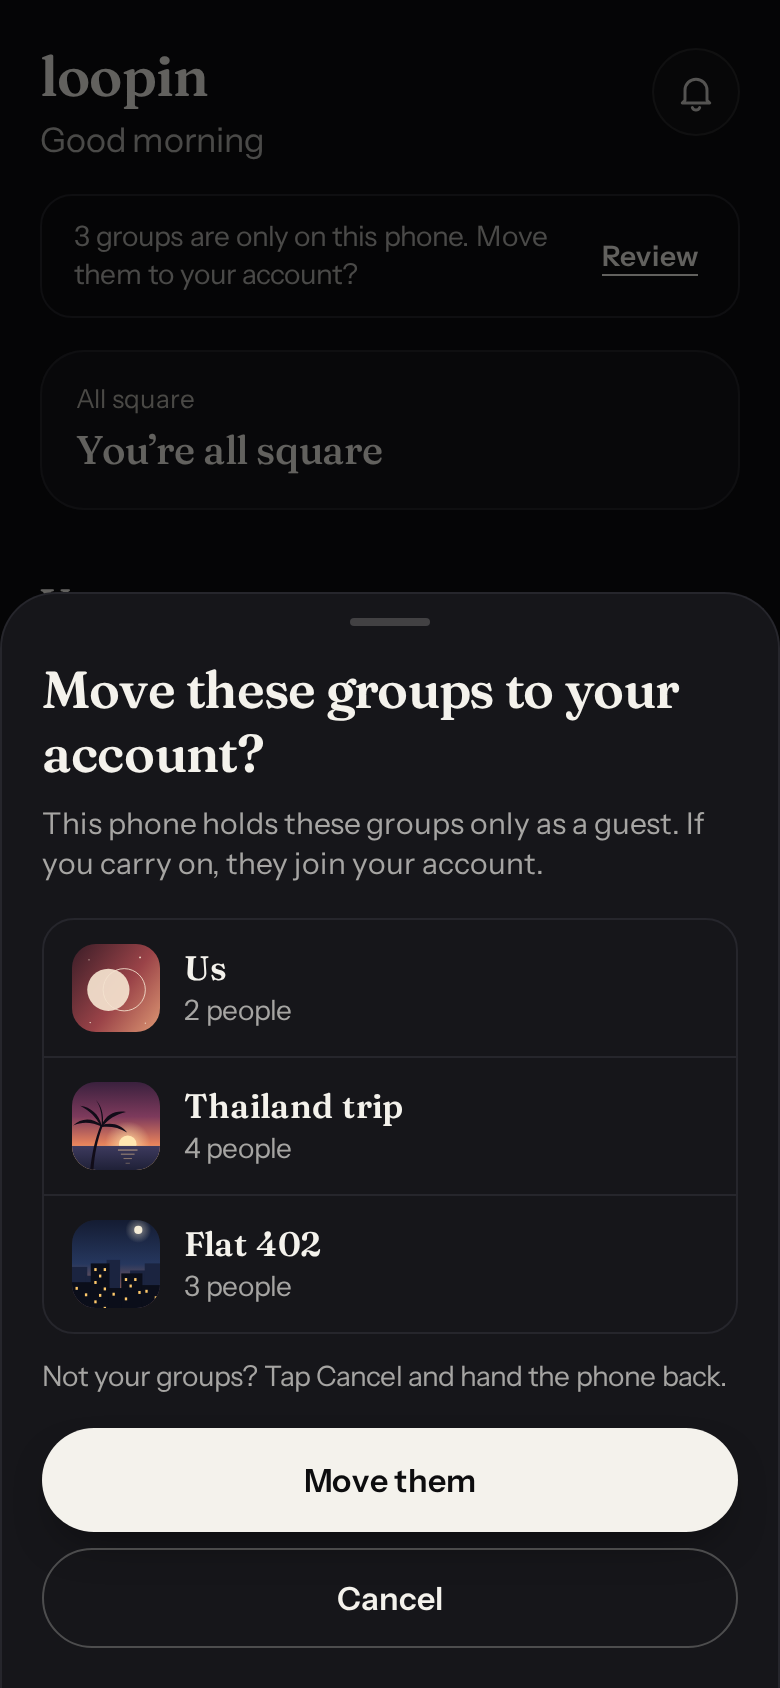 loopin
Good morning
3 groups are only on this phone. Move
them to your account?
Review
All square
You’re all square
Move these groups to your
account?
This phone holds these groups only as a guest. If
you carry on, they join your account.
Us
2 people
Thailand trip
4 people
Flat 402
3 people
Not your groups? Tap Cancel and hand the phone back.
Move them
Cancel